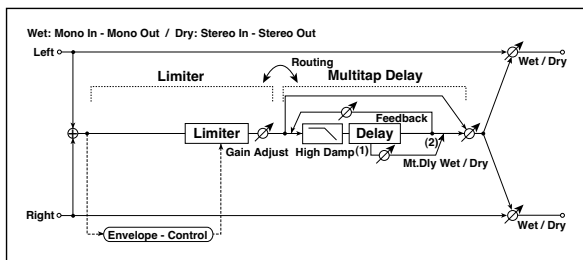 Wet: Mono In - Mono Out / Dry: Stereo In - Stereo Out
Left
Wet / Dry
Routing
Limiter
Multitap Delay
Feedback
Limiter
Delay
Gain Adjust
High Damp
(1)
(2)
Mt.Dly Wet / Dry
Right
Envelope - Control
Wet / Dry